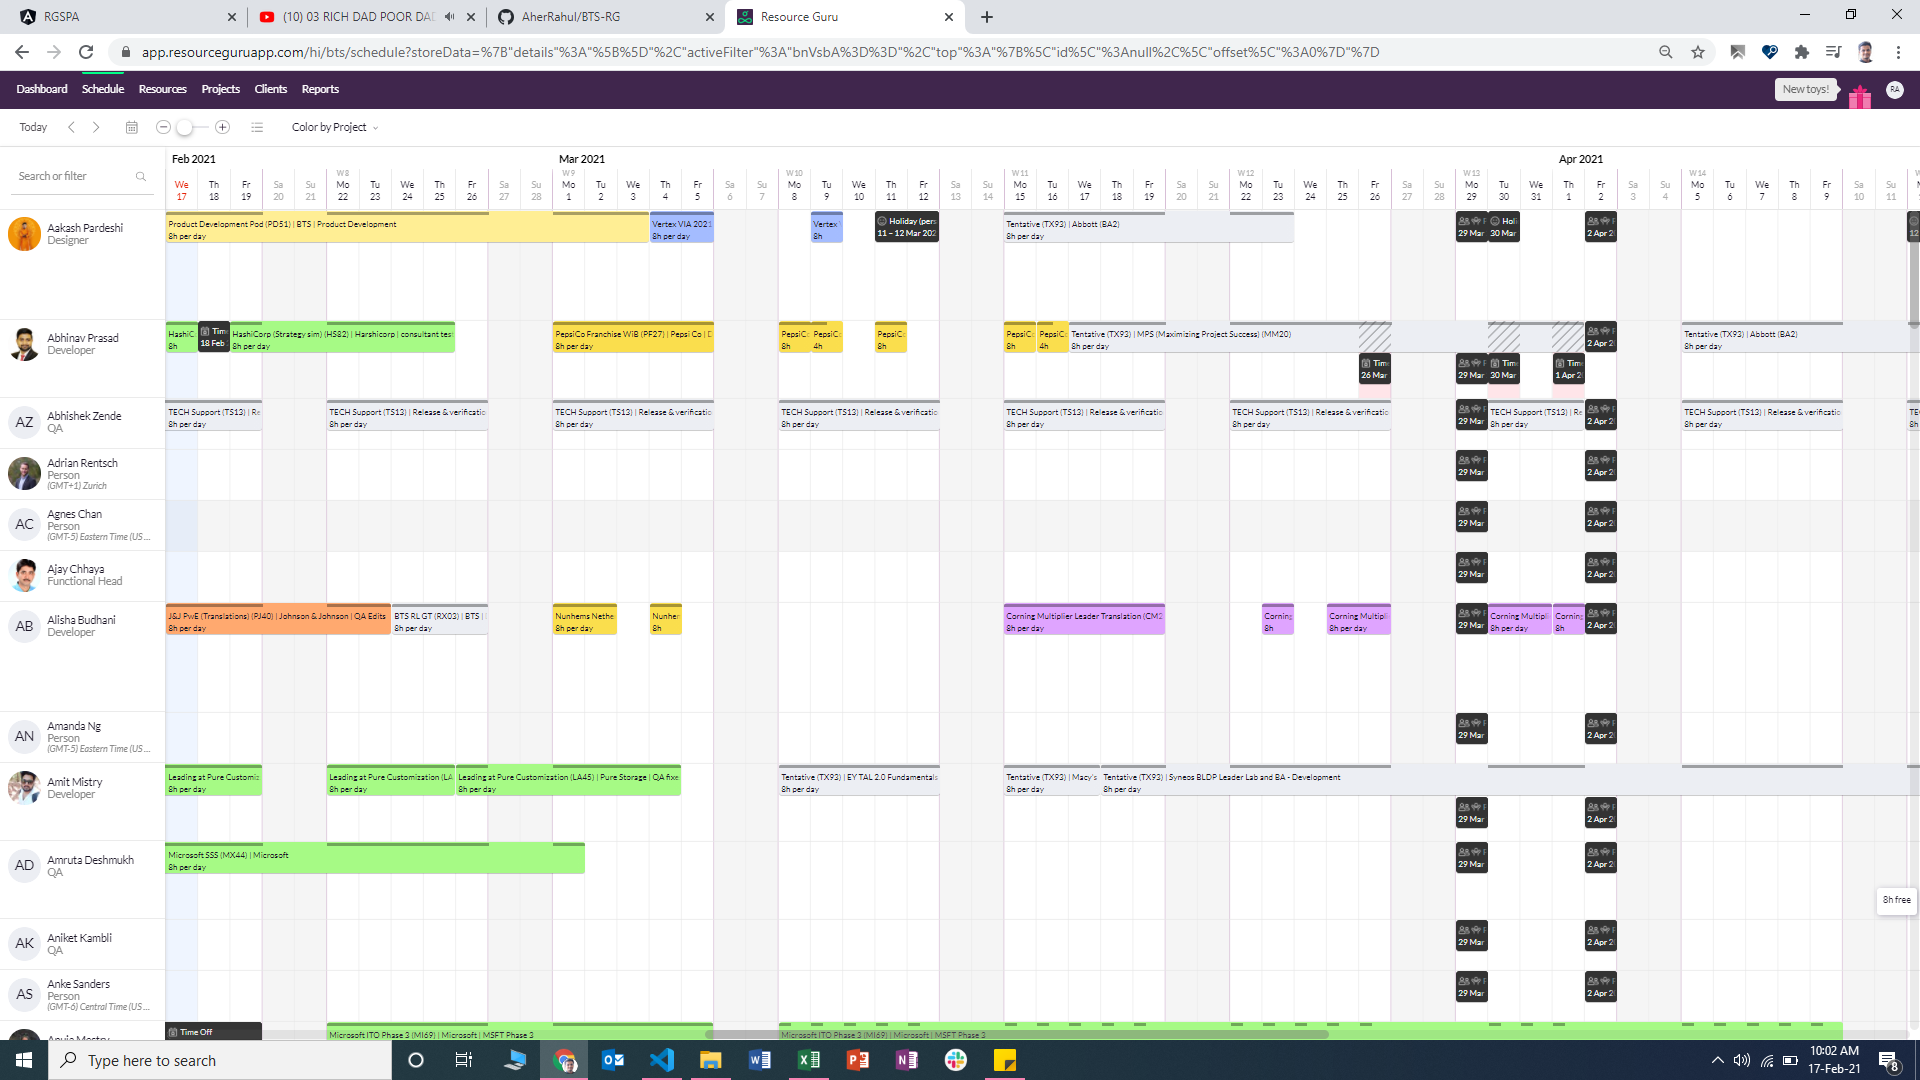 RGSPA
(10) 03 RICH DAD POOR DAD
AherRahul/BTS-RG
Resource Guru
app.resourceguruapp.com/hi/bts/schedule?storeData=%7B"details"%3A"%5B%5D"%2C"activeFilter"%3A"bnVsbA%3D%3D"%2C"top"%3A"%7B%5C"id%5C"%3Anull%2C%5C"offset%5C"%3A0%7D"%7D
Dashboard Schedule Resources Projects Clients Reports
New toys! RA
Today Color by Project
Feb 2021 Mar 2021 Apr 2021
Search or filter
W8 W9 W10 W11 W12 W13 W14
We Th Fr Sa Su Mo Tu We Th Fr Sa Su Mo Tu We Th Fr Sa Su Mo Tu We Th Fr Sa Su Mo Tu We Th Fr Sa Su Mo Tu We Th Fr Sa Su Mo Tu We Th Fr Sa Su Mo Tu We Th Fr Sa Su
17 18 19 20 21 22 23 24 25 26 27 28 1 2 3 4 5 6 7 8 9 10 11 12 13 14 15 16 17 18 19 20 21 22 23 24 25 26 27 28 29 30 31 1 2 3 4 5 6 7 8 9 10 11
Aakash Pardeshi
Designer
Product Development Pod (PD51) | BTS | Product Development
8h per day
Vertex VIA 2021
8h per day
Vertex
8h
Holiday (pers
11 – 12 Mar 202
Tentative (TX93) | Abbott (BA2)
8h per day
29 Mar
Holi
30 Mar
2 Apr 2
12
Abhinav Prasad
Developer
HashiC
8h
Time
18 Feb
HashiCorp (Strategy sim) (HS82) | Harshicorp | consultant tes
8h per day
PepsiCo Franchise WiB (PF27) | Pepsi Co | D
8h per day
PepsiCo
8h
PepsiCo
4h
PepsiCo
8h
PepsiCo
8h
PepsiCo
4h
Tentative (TX93) | MPS (Maximizing Project Success) (MM20)
8h per day
2 Apr 2
Tentative (TX93) | Abbott (BA2)
8h per day
Time
26 Mar
29 Mar
Time
30 Mar
Time
1 Apr 2
AZ
Abhishek Zende
QA
TECH Support (TS13) | Re
8h per day
TECH Support (TS13) | Release & verificatio
8h per day
TECH Support (TS13) | Release & verificatio
8h per day
TECH Support (TS13) | Release & verificatio
8h per day
TECH Support (TS13) | Release & verificatio
8h per day
TECH Support (TS13) | Release & verificatio
8h per day
29 Mar
TECH Support (TS13) | Re
8h per day
2 Apr 2
TECH Support (TS13) | Release & verificatio
8h per day
TE
8h
Adrian Rentsch
Person
(GMT+1) Zurich
29 Mar
2 Apr 2
AC
Agnes Chan
Person
(GMT-5) Eastern Time (US ...
29 Mar
2 Apr 2
Ajay Chhaya
Functional Head
29 Mar
2 Apr 2
AB
Alisha Budhani
Developer
J&J PwE (Translations) (PJ40) | Johnson & Johnson | QA Edits
8h per day
BTS RL GT (RX03) | BTS |
8h per day
Nunhems Nethe
8h per day
Nunher
8h
Corning Multiplier Leader Translation (CM2
8h per day
Corning
8h
Corning Multipl
8h per day
29 Mar
Corning Multipl
8h per day
Corning
8h
2 Apr 2
AN
Amanda Ng
Person
(GMT-5) Eastern Time (US ...
29 Mar
2 Apr 2
Amit Mistry
Developer
Leading at Pure Customiz
8h per day
Leading at Pure Customization (LA
8h per day
Leading at Pure Customization (LA45) | Pure Storage | QA fixe
8h per day
Tentative (TX93) | EY TAL 2.0 Fundamentals
8h per day
Tentative (TX93) | Macy's
8h per day
Tentative (TX93) | Syneos BLDP Leader Lab and BA - Development
8h per day
29 Mar
2 Apr 2
AD
Amruta Deshmukh
QA
Microsoft SSS (MX44) | Microsoft
8h per day
29 Mar
2 Apr 2
8h free
AK
Aniket Kambli
QA
29 Mar
2 Apr 2
AS
Anke Sanders
Person
(GMT-6) Central Time (US ...
29 Mar
2 Apr 2
Time Off
Microsoft ITO Phase 3 (MI69) | Microsoft | MSFT Phase 3
Microsoft ITO Phase 3 (MI69) | Microsoft | MSFT Phase 3
Type here to search
10:02 AM
17-Feb-21
8